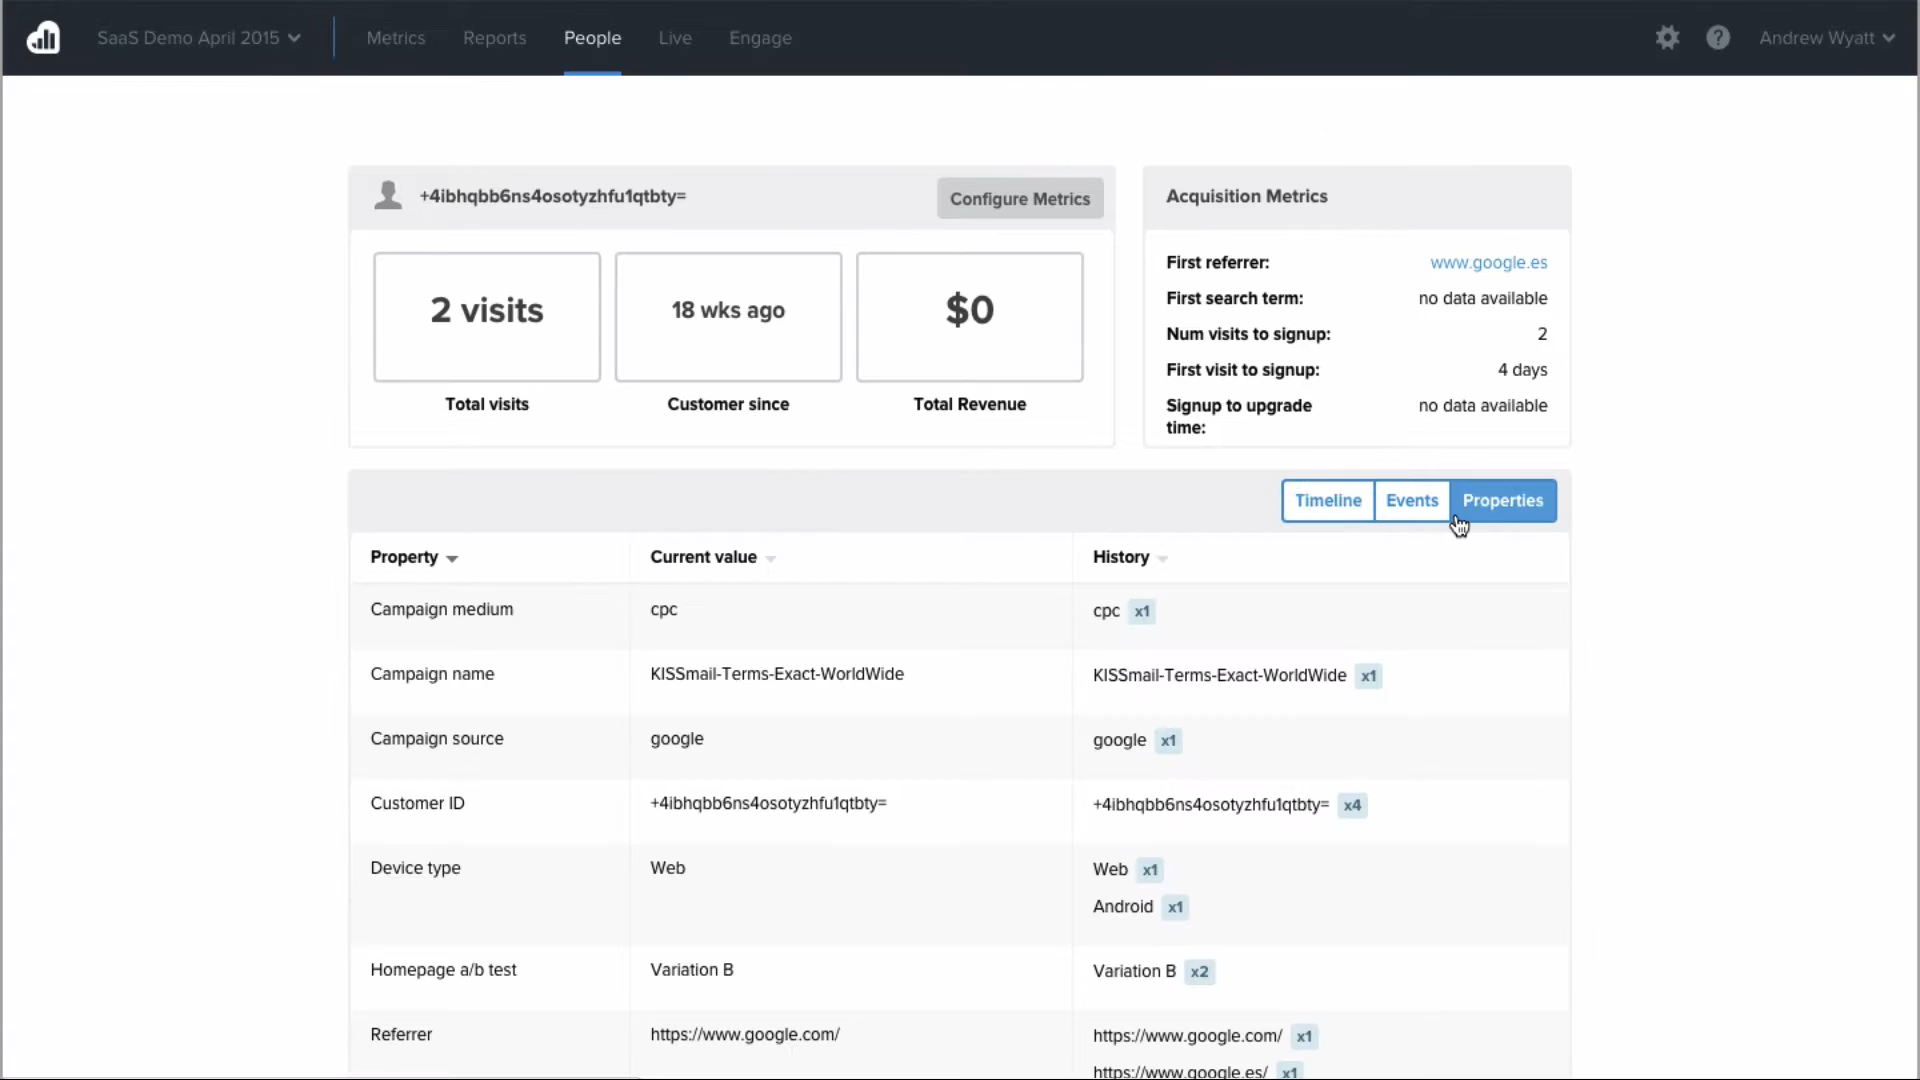 SaaS Demo April 2015
Metrics
Reports
People
Live
Engage
Andrew Wyatt
+4ibhqbb6ns4osotyzhfu1qtbty=
Configure Metrics
2 visits
18 wks ago
$0
Total visits
Customer since
Total Revenue
Acquisition Metrics
First referrer: www.google.es
First search term: no data available
Num visits to signup: 2
First visit to signup: 4 days
Signup to upgrade time: no data available
Timeline Events Properties
Property Current value History
Campaign medium cpc cpc x1
Campaign name KISSmail-Terms-Exact-WorldWide KISSmail-Terms-Exact-WorldWide x1
Campaign source google google x1
Customer ID +4ibhqbb6ns4osotyzhfu1qtbty= +4ibhqbb6ns4osotyzhfu1qtbty= x4
Device type Web Web x1
Android x1
Homepage a/b test Variation B Variation B x2
Referrer https://www.google.com/ https://www.google.com/ x1
https://www.google.es/ x1